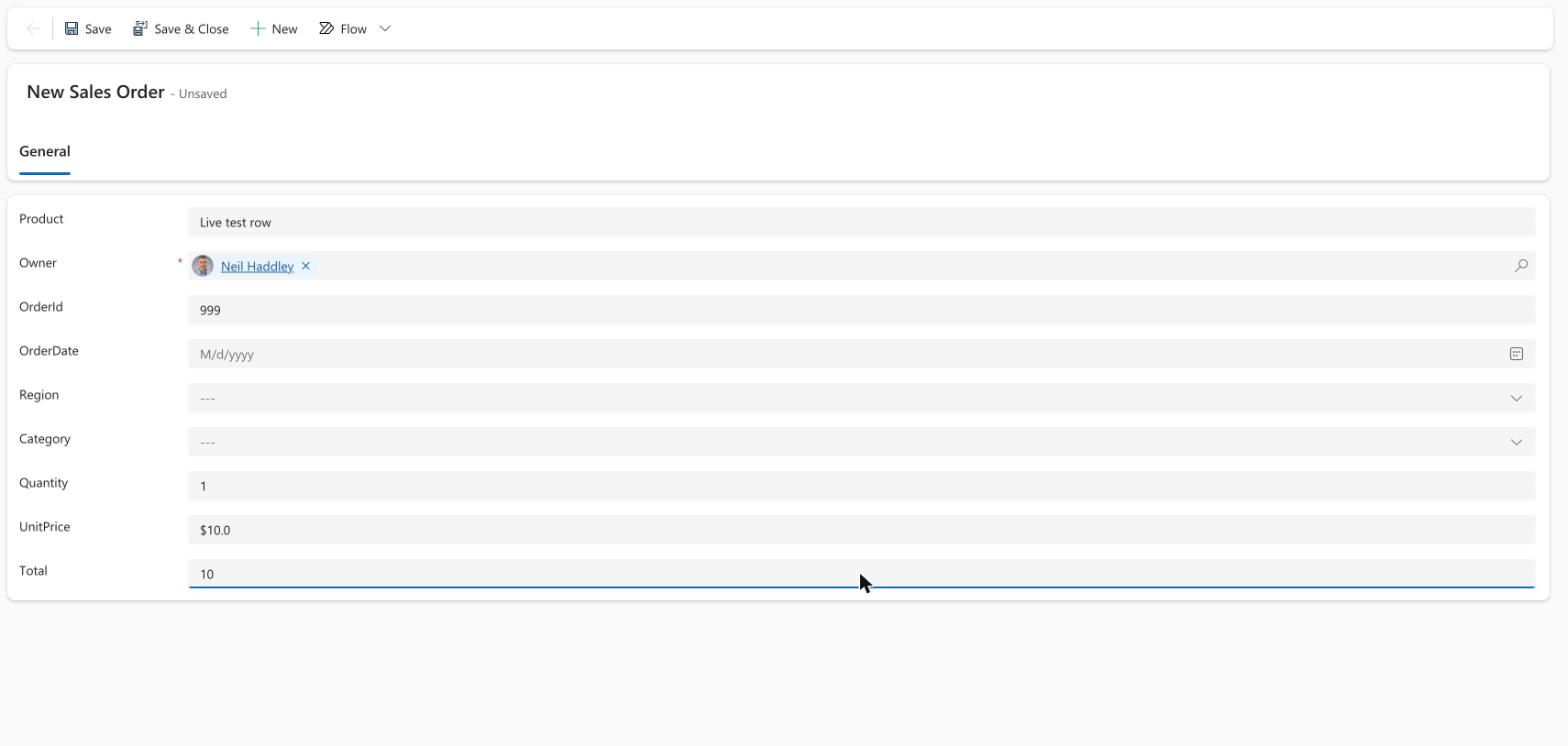 Save Save & Close New Flow
New Sales Order - Unsaved
General
Product Live test row
Owner * Neil Haddley
OrderId 999
OrderDate M/d/yyyy
Region ---
Category ---
Quantity 1
UnitPrice $10.0
Total 10